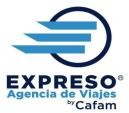 EXPRESO®
Agencia de Viajes
by Cafam